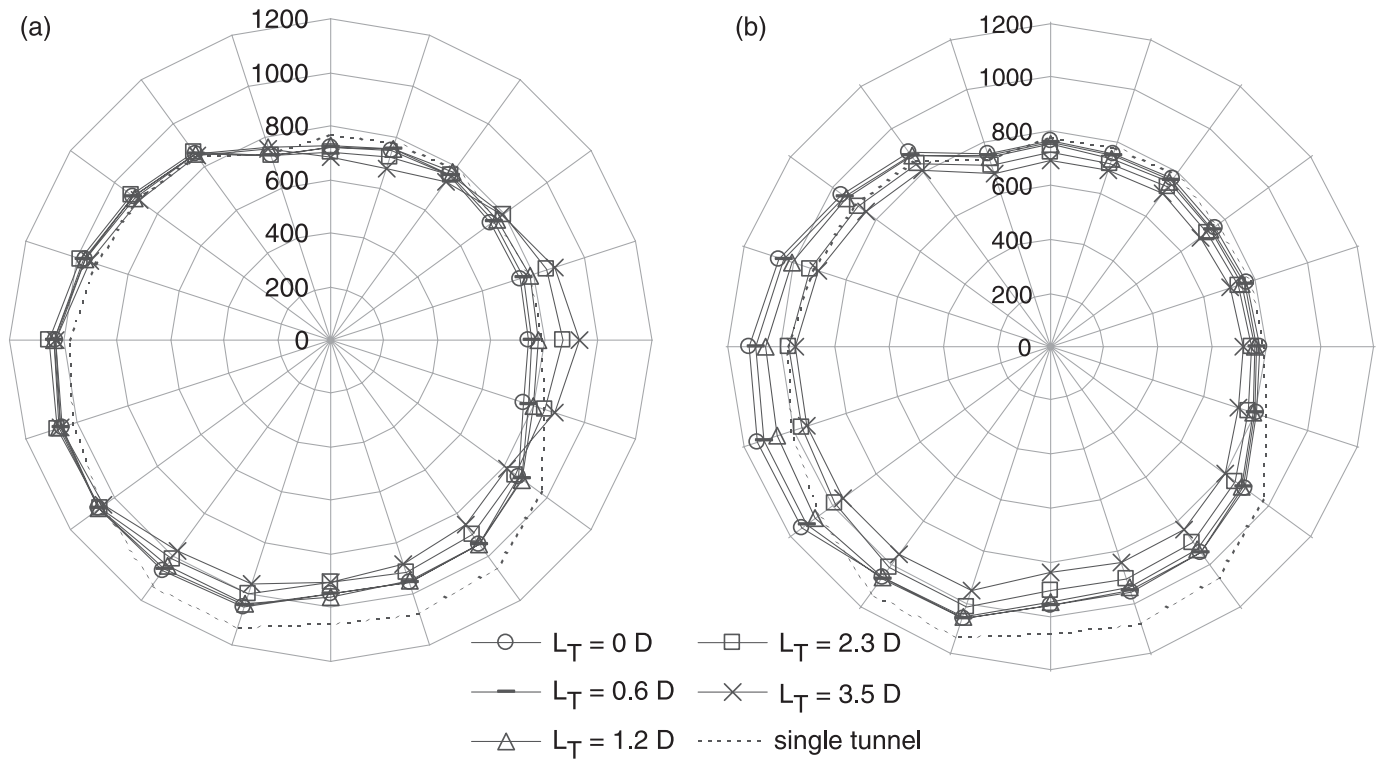 (a)
1200
1000
800
600
400
200
0
(b)
1200
1000
800
600
400
200
0
L_T = 0 D
L_T = 2.3 D
L_T = 0.6 D
L_T = 3.5 D
L_T = 1.2 D
single tunnel